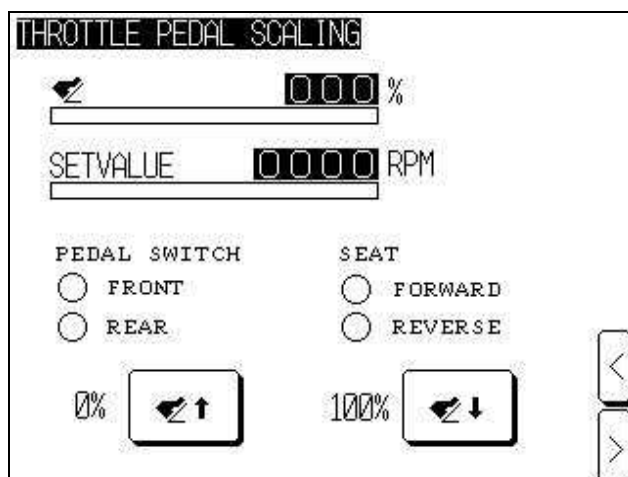 THROTTLE PEDAL SCALING
000 %
SETVALUE 0000 RPM
PEDAL SWITCH SEAT
FRONT FORWARD
REAR REVERSE
0% 100%
<
>